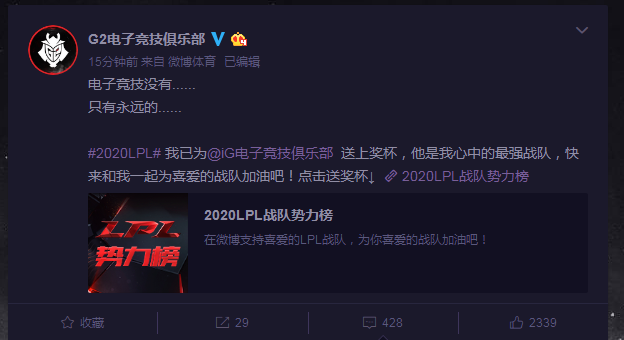 G2电子竞技俱乐部
15分钟前 来自 微博体育 已编辑
电子竞技没有......
只有永远的......
#2020LPL# 我已为@iG电子竞技俱乐部 送上奖杯，他是我心中的最强战队，快
来和我一起为喜爱的战队加油吧！点击送奖杯↓ 2020LPL战队势力榜
LPL
势力榜
2020LPL战队势力榜
在微博支持喜爱的LPL战队，为你喜爱的战队加油吧！
收藏 29 428 2339